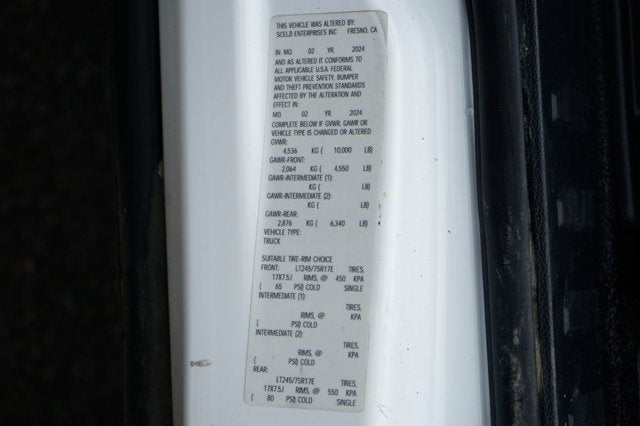 THIS VEHICLE WAS ALTERED BY:
SCELZI ENTERPRISES INC FRESNO, CA
IN: MO. 02 YR. 2024
AND AS ALTERED IT CONFORMS TO
ALL APPLICABLE U.S.A. FEDERAL
MOTOR VEHICLE SAFETY, BUMPER
AND THEFT PREVENTION STANDARDS
AFFECTED BY THE ALTERATION AND
EFFECT IN:
MO. 02 YR. 2024
COMPLETE BELOW IF GVWR, GAWR OR
VEHICLE TYPE IS CHANGED OR ALTERED
GVWR:
4,536 KG ( 10,000 LB)
GAWR-FRONT:
2,064 KG ( 4,550 LB)
GAWR-INTERMEDIATE (1):
KG ( LB)
GAWR-INTERMEDIATE (2):
KG ( LB)
GAWR-REAR:
2,876 KG ( 6,340 LB)
VEHICLE TYPE:
TRUCK
SUITABLE TIRE-RIM CHOICE
FRONT: LT245/75R17E TIRES,
17X7.5J RIMS, @ 450 KPA
( 65 PSI) COLD SINGLE
INTERMEDIATE (1):
TIRES,
RIMS, @ KPA
( PSI) COLD
INTERMEDIATE (2):
TIRES,
RIMS, @ KPA
( PSI) COLD
REAR:
LT245/75R17E TIRES,
17X7.5J RIMS, @ 550 KPA
( 80 PSI) COLD SINGLE